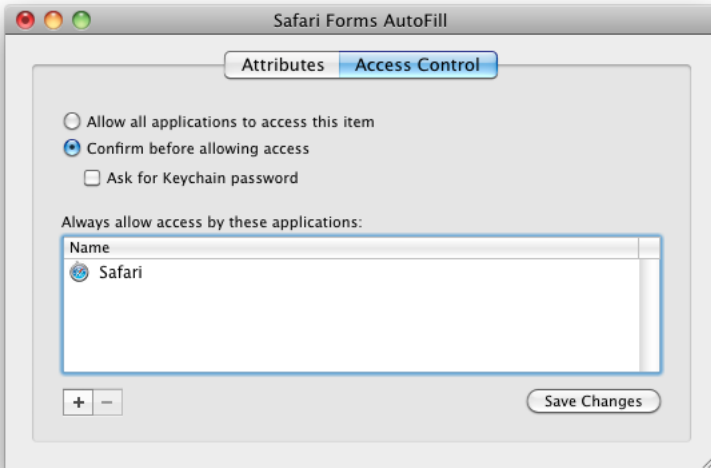 Safari Forms AutoFill
Attributes Access Control
Allow all applications to access this item
Confirm before allowing access
Ask for Keychain password
Always allow access by these applications:
Name
Safari
+ −
Save Changes